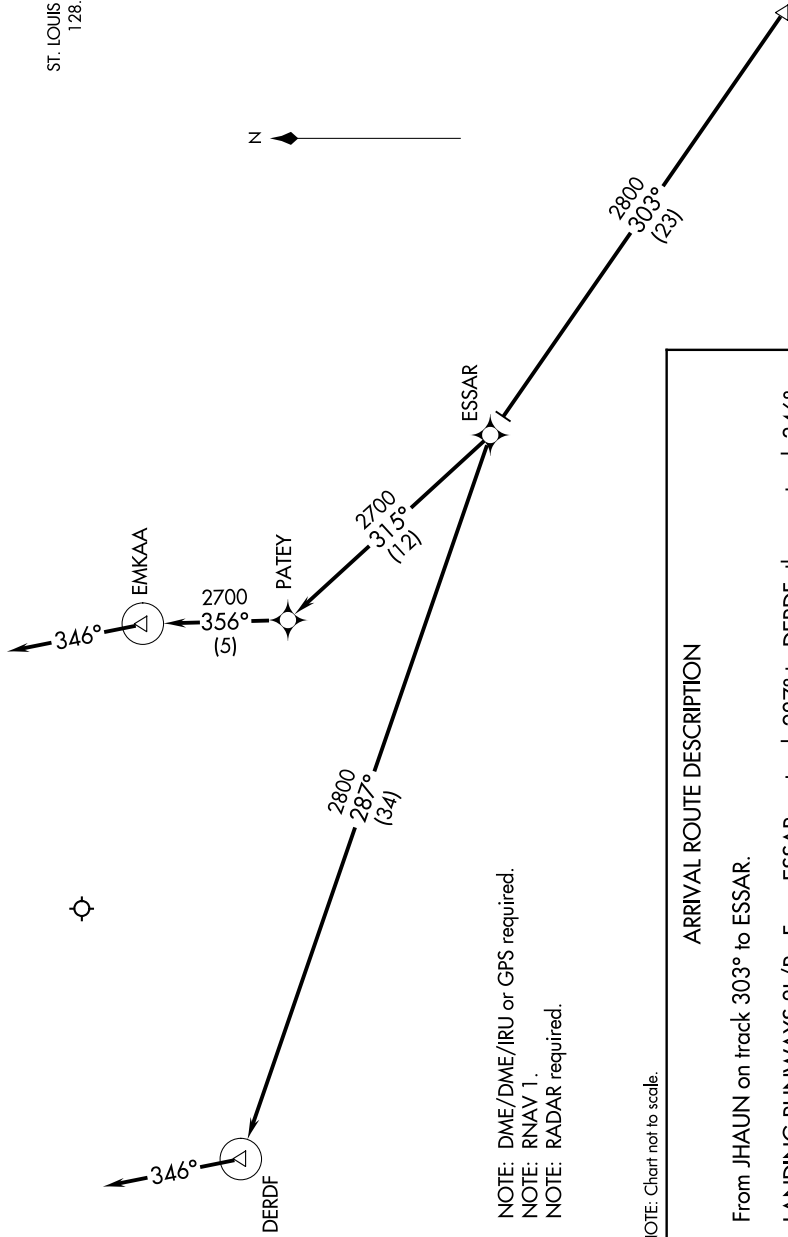 ST. LOUIS
128.
N
2800
303°
(23)
ESSAR
2700
315°
(12)
EMKAA
346°
2700
356°
(5)
PATEY
2800
287°
(34)
346°
DERDF
NOTE: DME/DME/IRU or GPS required.
NOTE: RNAV 1.
NOTE: RADAR required.
OTE: Chart not to scale.
ARRIVAL ROUTE DESCRIPTION
From JHAUN on track 303° to ESSAR.
LANDING RUNWAYS